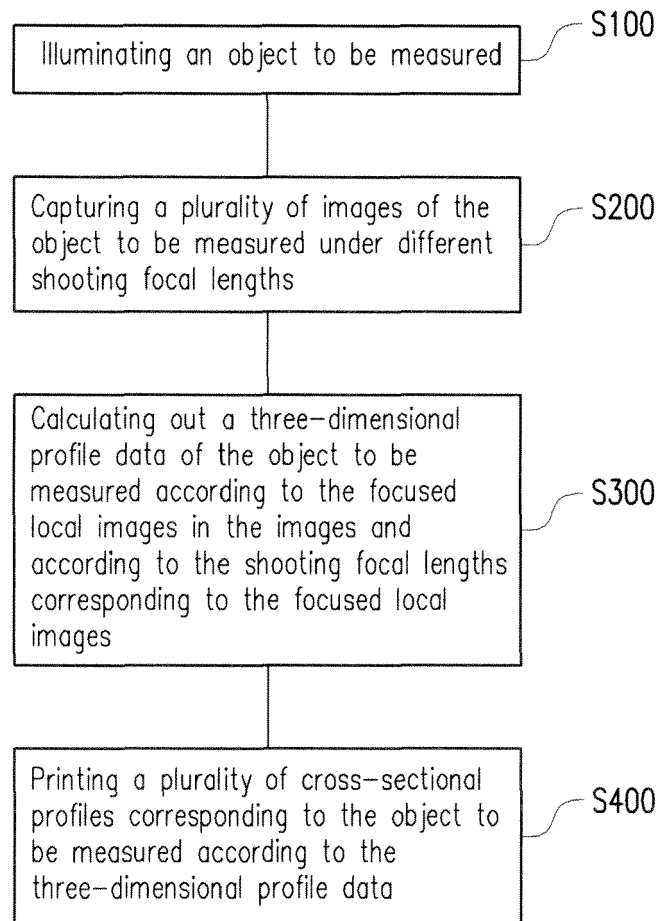 S100
Illuminating an object to be measured
S200
Capturing a plurality of images of the
object to be measured under different
shooting focal lengths
Calculating out a three-dimensional
profile data of the object to be
measured according to the focused
local images in the images and
according to the shooting focal lengths
corresponding to the focused local
images
S300
Printing a plurality of cross-sectional
profiles corresponding to the object to
be measured according to the
three-dimensional profile data
S400